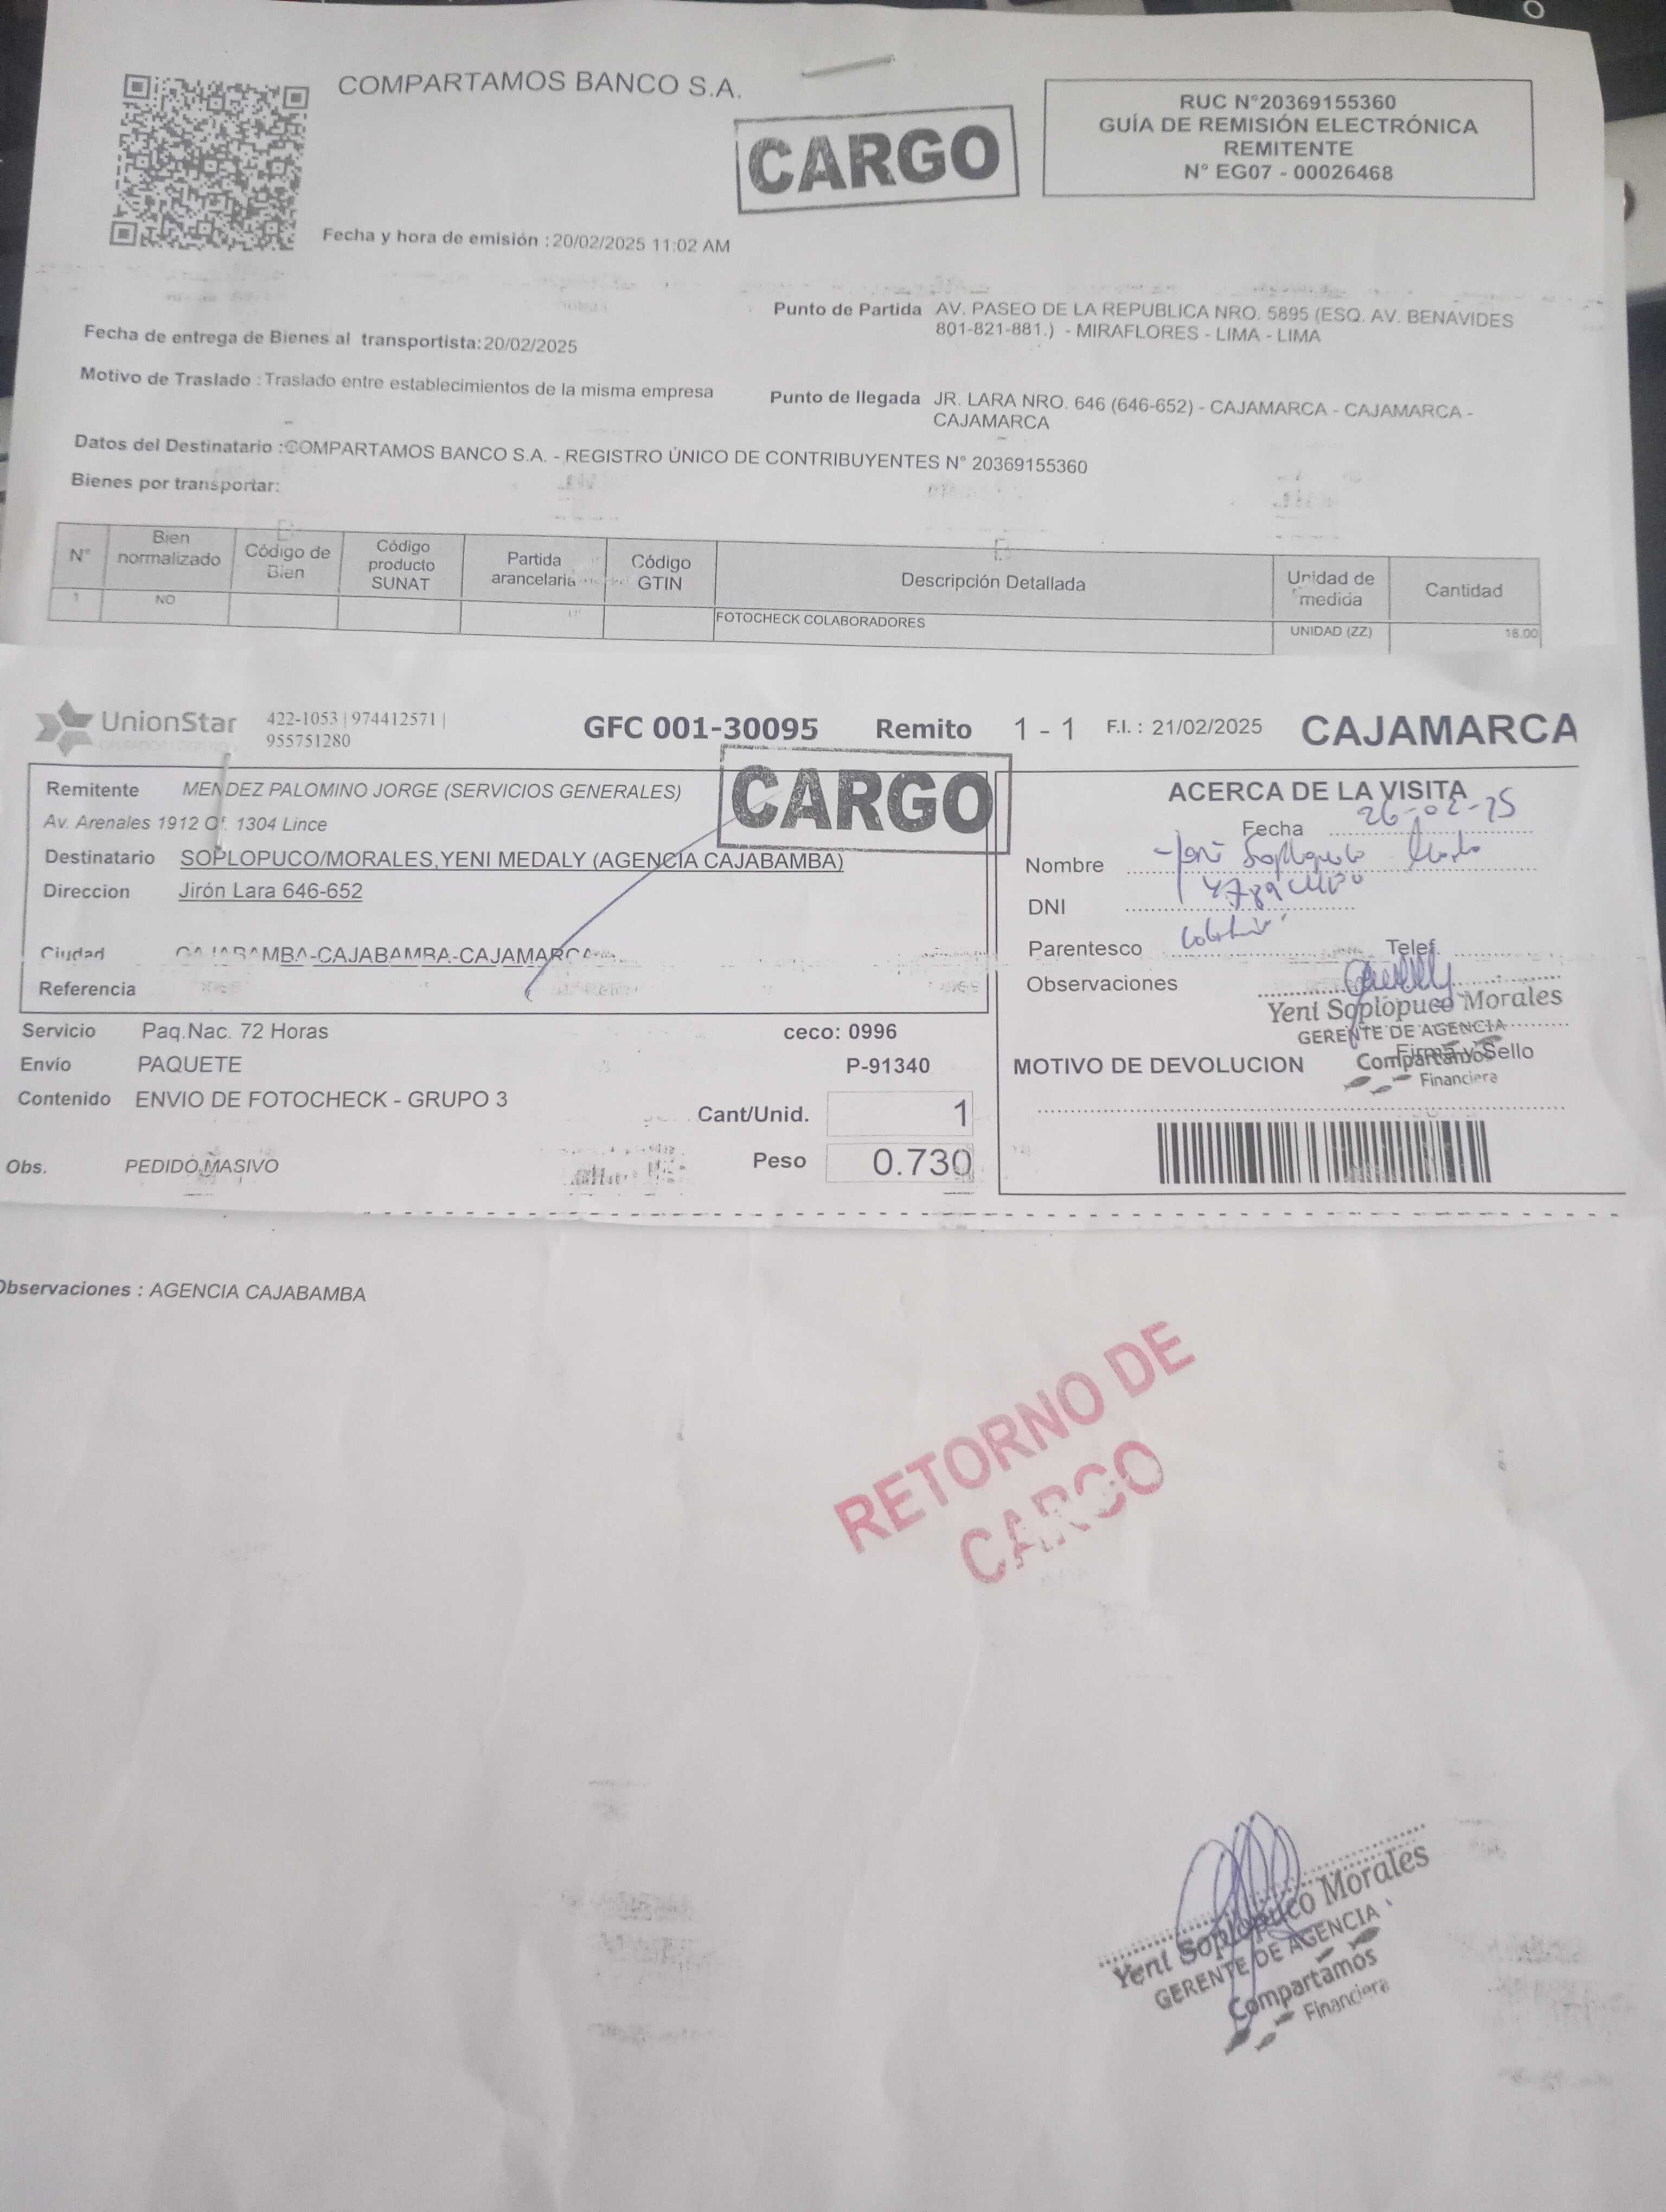 COMPARTAMOS BANCO S.A.
CARGO
RUC N°20369155360
GUÍA DE REMISIÓN ELECTRÓNICA
REMITENTE
N° EG07 - 00026468
Fecha y hora de emisión : 20/02/2025 11:02 AM
Punto de Partida AV. PASEO DE LA REPUBLICA NRO. 5895 (ESQ. AV. BENAVIDES
801-821-881.) - MIRAFLORES - LIMA - LIMA
Fecha de entrega de Bienes al transportista: 20/02/2025
Motivo de Traslado : Traslado entre establecimientos de la misma empresa
Punto de llegada JR. LARA NRO. 646 (646-652) - CAJAMARCA - CAJAMARCA -
CAJAMARCA
Datos del Destinatario : COMPARTAMOS BANCO S.A. - REGISTRO ÚNICO DE CONTRIBUYENTES N° 20369155360
Bienes por transportar:
N° Bien normalizado Código de Bien Código producto SUNAT Partida arancelaria Código GTIN Descripción Detallada Unidad de medida Cantidad
1 NO FOTOCHECK COLABORADORES UNIDAD (ZZ) 18.00
UnionStar
422-1053 | 974412571 |
955751280
GFC 001-30095 Remito 1 - 1 F.I. : 21/02/2025 CAJAMARCA
CARGO
Remitente MENDEZ PALOMINO JORGE (SERVICIOS GENERALES)
Av. Arenales 1912 Of. 1304 Lince
Destinatario SOPLOPUCO/MORALES,YENI MEDALY (AGENCIA CAJABAMBA)
Direccion Jirón Lara 646-652
Ciudad CAJABAMBA-CAJABAMBA-CAJAMARCA
Referencia
Servicio Paq.Nac. 72 Horas
ceco: 0996
Envío PAQUETE
P-91340
Contenido ENVIO DE FOTOCHECK - GRUPO 3
Cant/Unid. 1
Obs. PEDIDO MASIVO
Peso 0.730
ACERCA DE LA VISITA
Fecha 26-02-25
Nombre Yeni Soplopuco
DNI
Parentesco
Telef.
Observaciones
Yeni Soplopuco Morales
GERENTE DE AGENCIA
Firma y Sello
Compartamos
Financiera
MOTIVO DE DEVOLUCION
Observaciones : AGENCIA CAJABAMBA
RETORNO DE
CARGO
Yeni Soplopuco Morales
GERENTE DE AGENCIA
Compartamos
Financiera